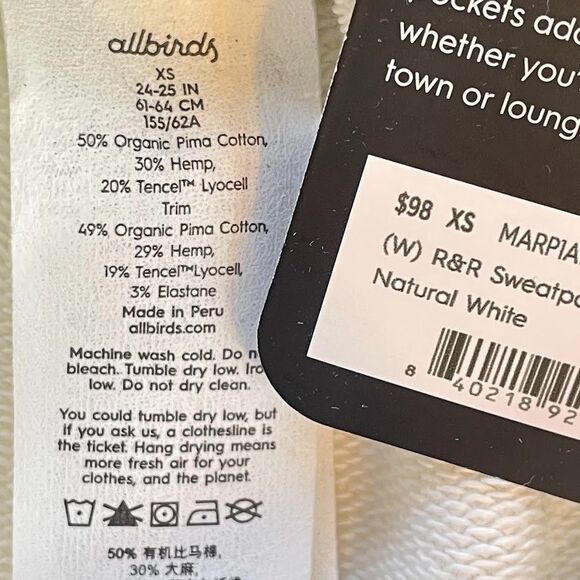 allbirds
XS
24-25 IN
61-64 CM
155/62A
50% Organic Pima Cotton,
30% Hemp,
20% Tencel™ Lyocell
Trim
49% Organic Pima Cotton,
29% Hemp,
19% Tencel™Lyocell,
3% Elastane
Made in Peru
allbirds.com
Machine wash cold. Do n
bleach. Tumble dry low. Iro
low. Do not dry clean.
You could tumble dry low, but
if you ask us, a clothesline is
the ticket. Hang drying means
more fresh air for your
clothes, and the planet.
50% 有机比马棉,
30% 大麻,
pockets add
whether you'
town or loung
$98 XS MARPIA
(W) R&R Sweatpa
Natural White
8 40218 92